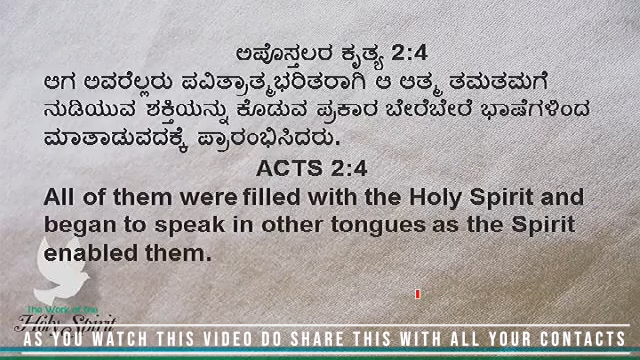 ಅಪೊಸ್ತಲರ ಕೃತ್ಯ 2:4
ಆಗ ಅವರೆಲ್ಲರು ಪವಿತ್ರಾತ್ಮಭರಿತರಾಗಿ ಆ ಆತ್ಮ ತಮತಮಗೆ
ನುಡಿಯುವ ಶಕ್ತಿಯನ್ನು ಕೊಡುವ ಪ್ರಕಾರ ಬೇರೆಬೇರೆ ಭಾಷೆಗಳಿಂದ
ಮಾತಾಡುವದಕ್ಕೆ ಪ್ರಾರಂಭಿಸಿದರು.
ACTS 2:4
All of them were filled with the Holy Spirit and
began to speak in other tongues as the Spirit
enabled them.
The Work of the
Holy Spirit
AS YOU WATCH THIS VIDEO DO SHARE THIS WITH ALL YOUR CONTACTS